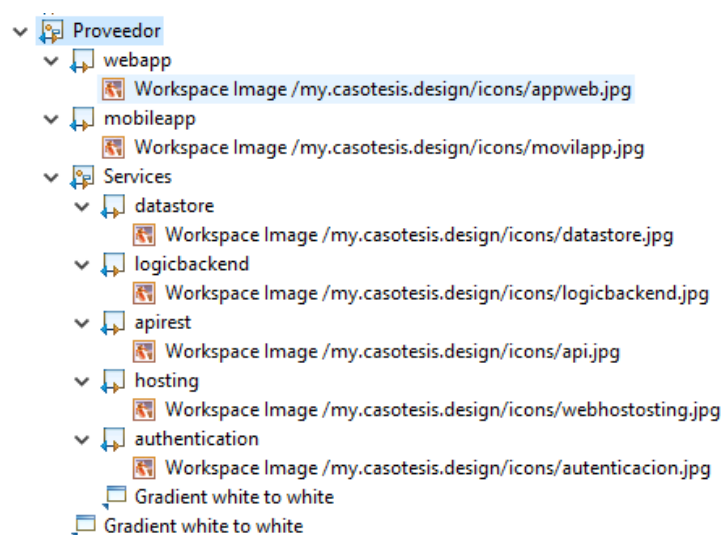 Proveedor
webapp
Workspace Image /my.casotesis.design/icons/appweb.jpg
mobileapp
Workspace Image /my.casotesis.design/icons/movilapp.jpg
Services
datastore
Workspace Image /my.casotesis.design/icons/datastore.jpg
logicbackend
Workspace Image /my.casotesis.design/icons/logicbackend.jpg
apirest
Workspace Image /my.casotesis.design/icons/api.jpg
hosting
Workspace Image /my.casotesis.design/icons/webhostosting.jpg
authentication
Workspace Image /my.casotesis.design/icons/autenticacion.jpg
Gradient white to white
Gradient white to white